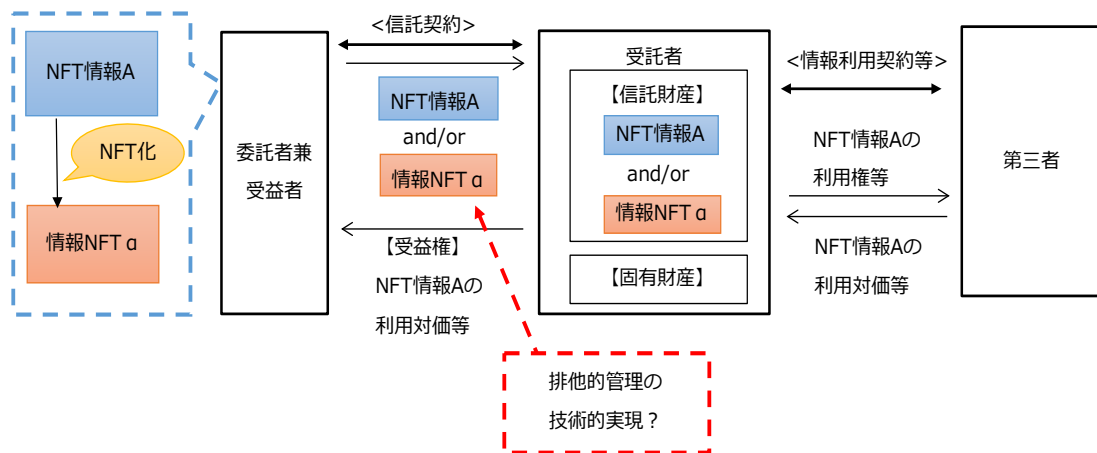 NFT情報A
NFT化
情報NFT α
委託者兼
受益者
<信託契約>
NFT情報A
and/or
情報NFT α
【受益権】
NFT情報Aの
利用対価等
排他的管理の
技術的実現?
受託者
【信託財産】
NFT情報A
and/or
情報NFT α
【固有財産】
<情報利用契約等>
NFT情報Aの
利用権等
NFT情報Aの
利用対価等
第三者